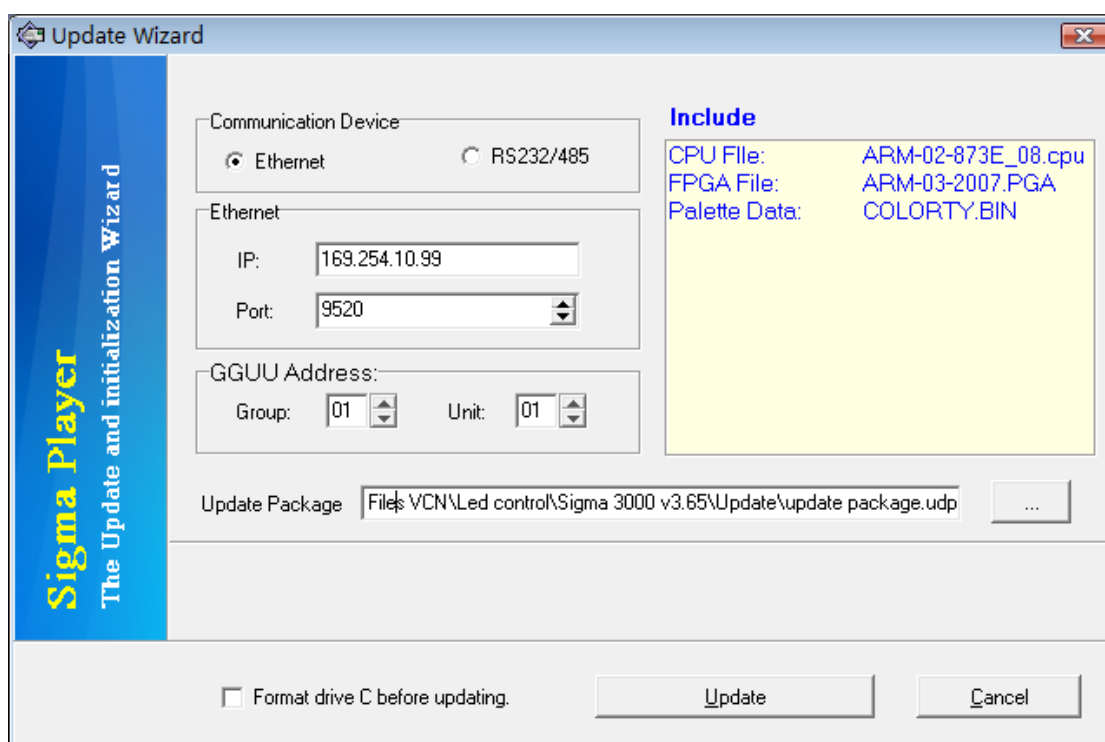 Update Wizard
Sigma Player
The Update and initialization Wizard
Communication Device
Ethernet
RS232/485
Ethernet
IP: 169.254.10.99
Port: 9520
GGUU Address:
Group: 01 Unit: 01
Include
CPU FIle: ARM-02-873E_08.cpu
FPGA File: ARM-03-2007.PGA
Palette Data: COLORTY.BIN
Update Package Files VCN\Led control\Sigma 3000 v3.65\Update\update package.udp ...
Format drive C before updating. Update Cancel